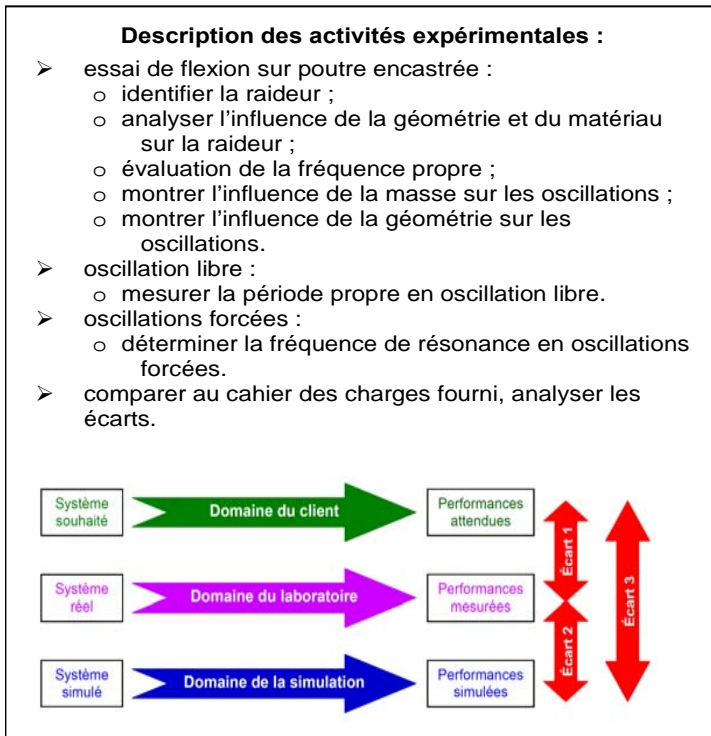 Description des activités expérimentales :
➢ essai de flexion sur poutre encastrée :
o identifier la raideur ;
o analyser l’influence de la géométrie et du matériau
sur la raideur ;
o évaluation de la fréquence propre ;
o montrer l’influence de la masse sur les oscillations ;
o montrer l’influence de la géométrie sur les
oscillations.
➢ oscillation libre :
o mesurer la période propre en oscillation libre.
➢ oscillations forcées :
o déterminer la fréquence de résonance en oscillations
forcées.
➢ comparer au cahier des charges fourni, analyser les
écarts.
Système
souhaité
Domaine du client
Performances
attendues
Écart 1
Écart 3
Système
réel
Domaine du laboratoire
Performances
mesurées
Écart 2
Système
simulé
Domaine de la simulation
Performances
simulées